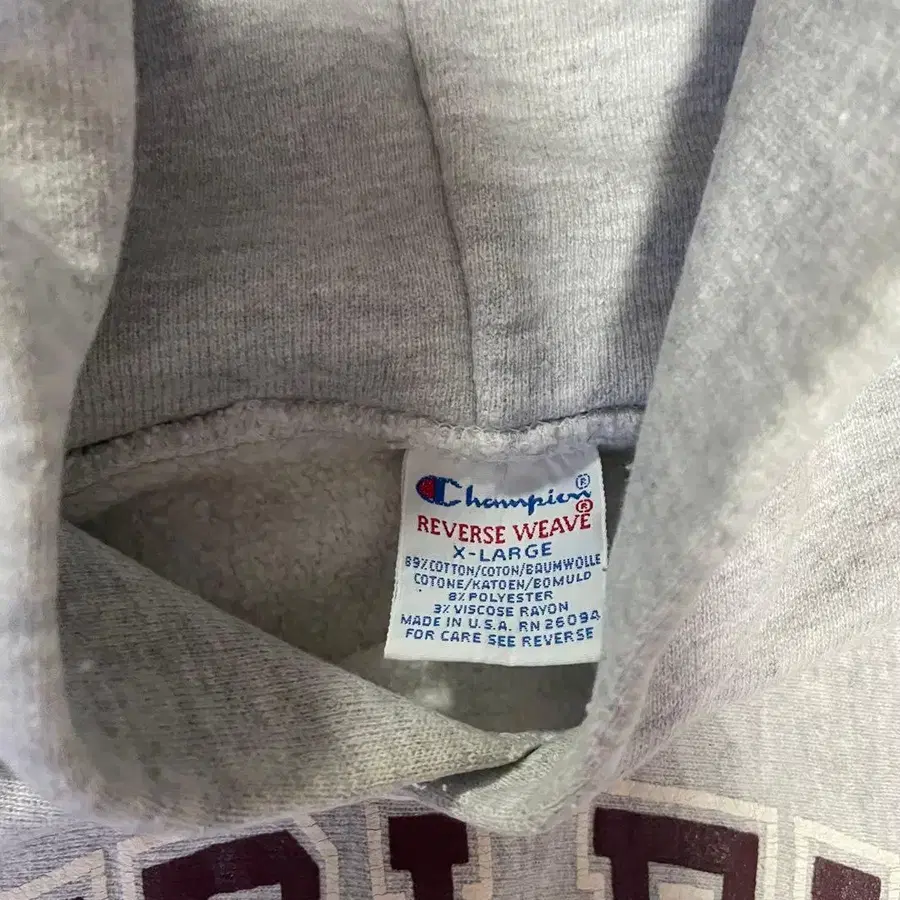 Champion®
REVERSE WEAVE®
X-LARGE
89% COTTON/COTON/BAUMWOLLE
COTONE/KATOEN/BOMULD
8% POLYESTER
3% VISCOSE RAYON
MADE IN U.S.A. RN 26094
FOR CARE SEE REVERSE